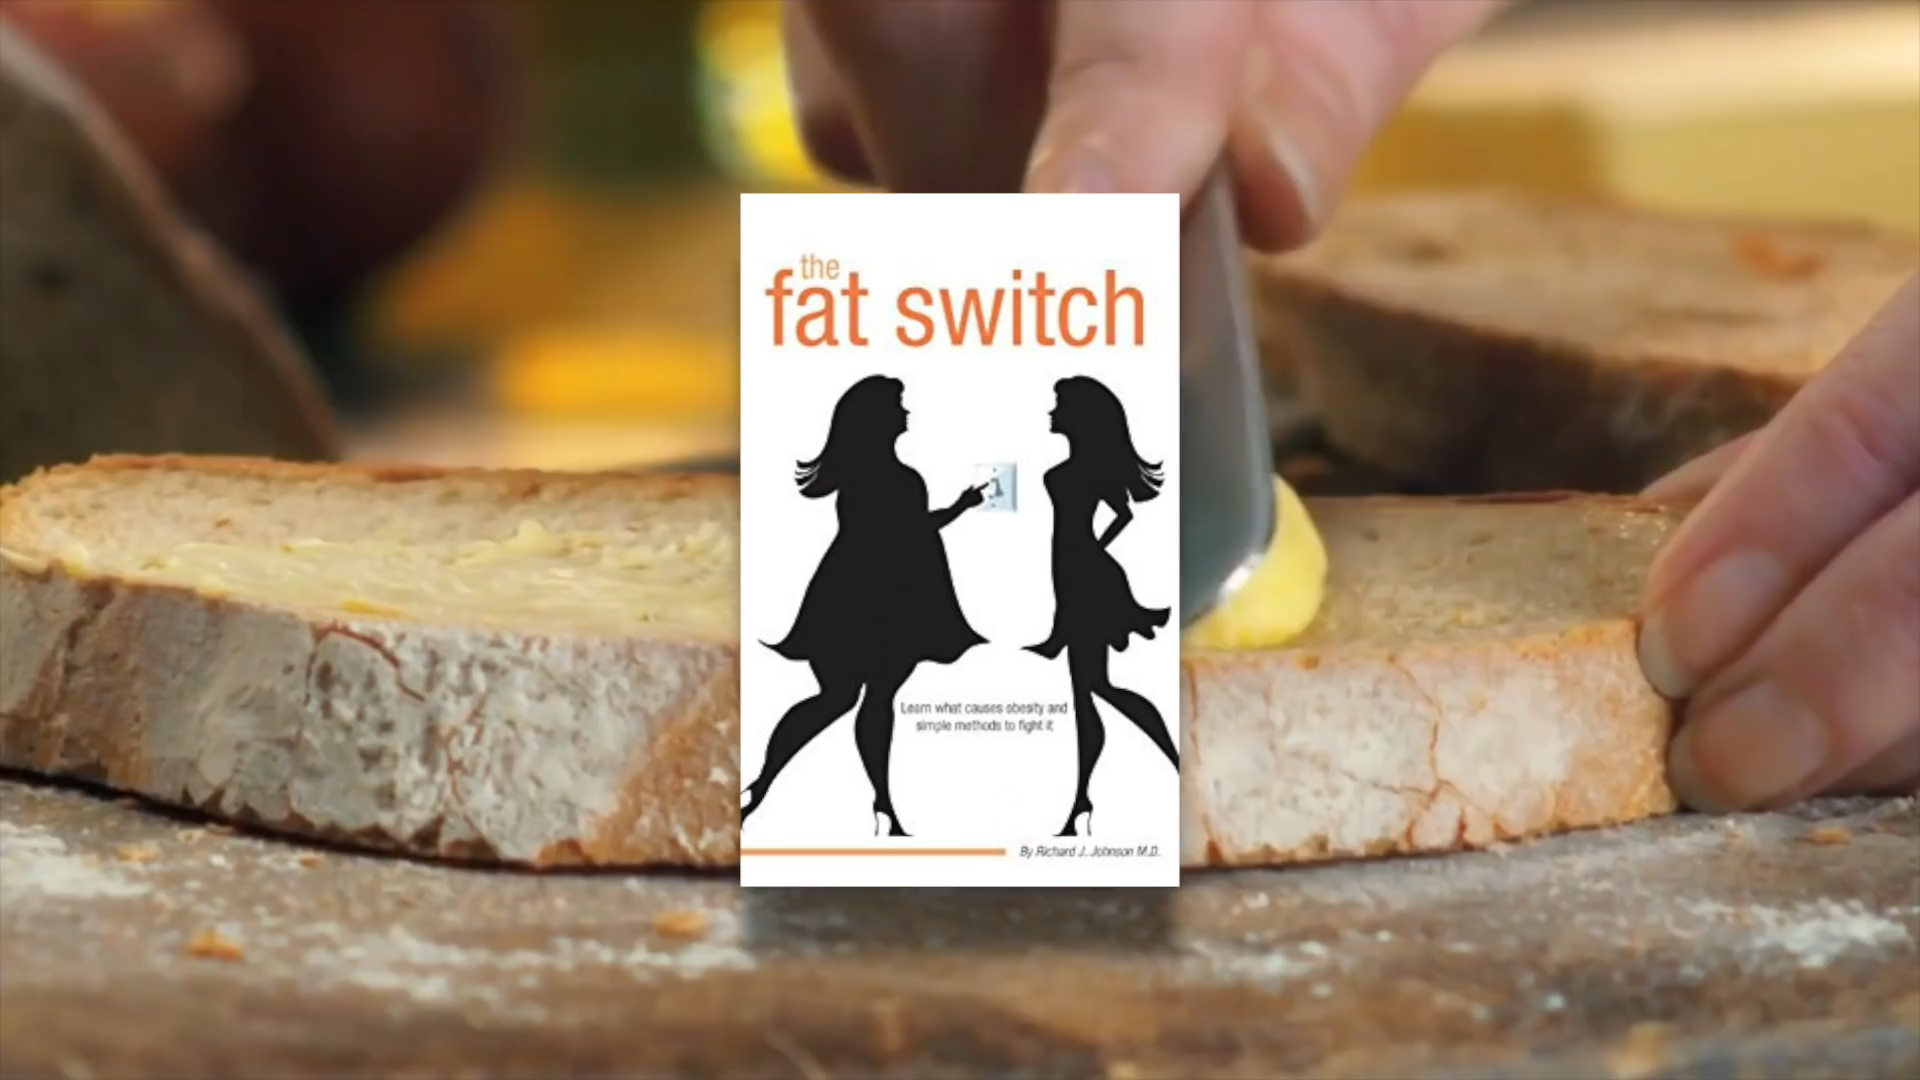 the
fat switch
Learn what causes obesity and
simple methods to fight it
By Richard J. Johnson M.D.